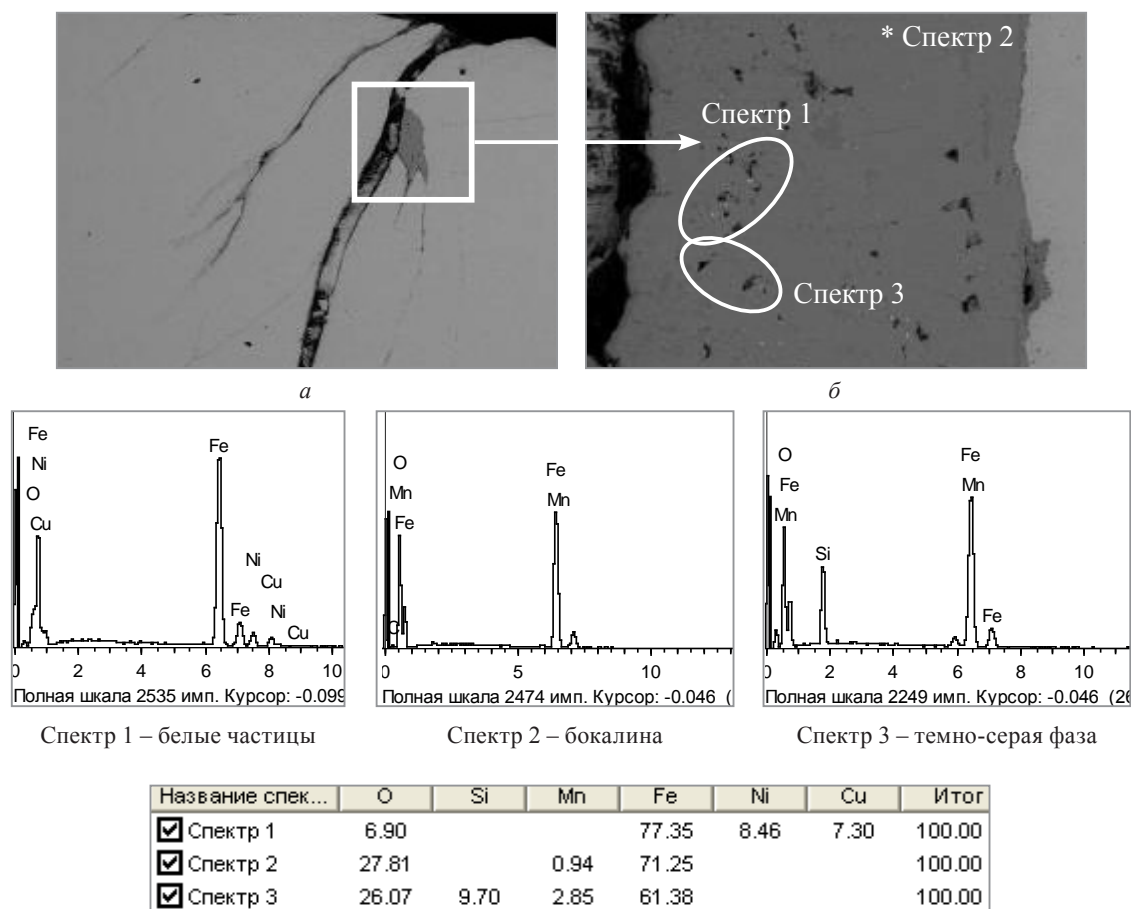 * Спектр 2
Спектр 1
Спектр 3
а
б
Fe
Ni
O
Cu
Fe
Fe
Ni
Cu
Ni
Cu
0 2 4 6 8 10
Полная шкала 2535 имп. Курсор: -0.099
O
Mn
Fe
C
Fe
Mn
0 5 10
Полная шкала 2474 имп. Курсор: -0.046 (
O
Fe
Mn
Si
Fe
Mn
Fe
0 2 4 6 8 10
Полная шкала 2249 имп. Курсор: -0.046 (26
Спектр 1 – белые частицы
Спектр 2 – бокалина
Спектр 3 – темно-серая фаза
Название спек... O Si Mn Fe Ni Cu Итог
Спектр 1 6.90 77.35 8.46 7.30 100.00
Спектр 2 27.81 0.94 71.25 100.00
Спектр 3 26.07 9.70 2.85 61.38 100.00